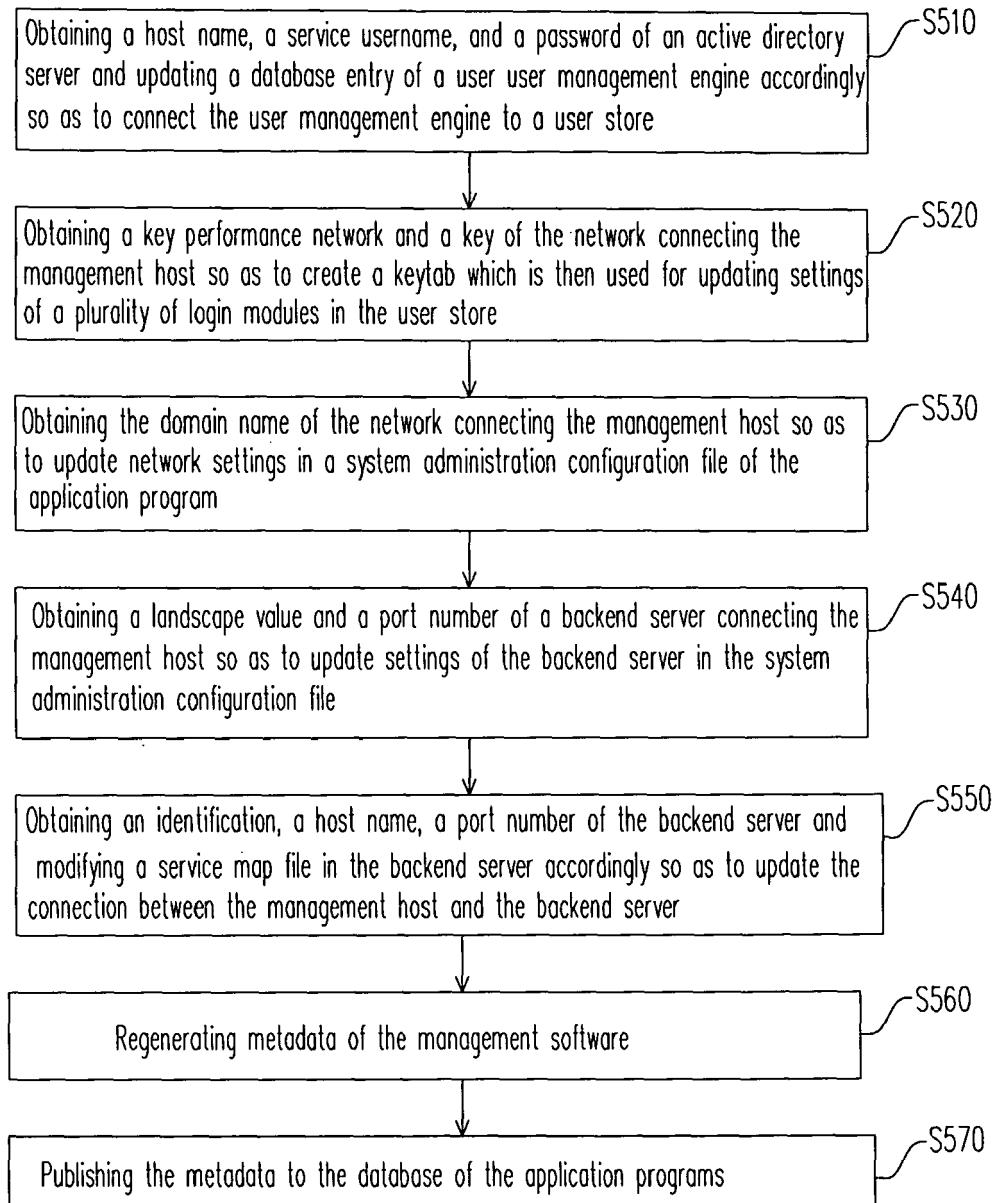 Obtaining a host name, a service username, and a password of an active directory
server and updating a database entry of a user user management engine accordingly
so as to connect the user management engine to a user store
S510
Obtaining a key performance network and a key of the network connecting the
management host so as to create a keytab which is then used for updating settings
of a plurality of login modules in the user store
S520
Obtaining the domain name of the network connecting the management host so as
to update network settings in a system administration configuration file of the
application program
S530
Obtaining a landscape value and a port number of a backend server connecting the
management host so as to update settings of the backend server in the system
administration configuration file
S540
Obtaining an identification, a host name, a port number of the backend server and
modifying a service map file in the backend server accordingly so as to update the
connection between the management host and the backend server
S550
Regenerating metadata of the management software
S560
Publishing the metadata to the database of the application programs
S570